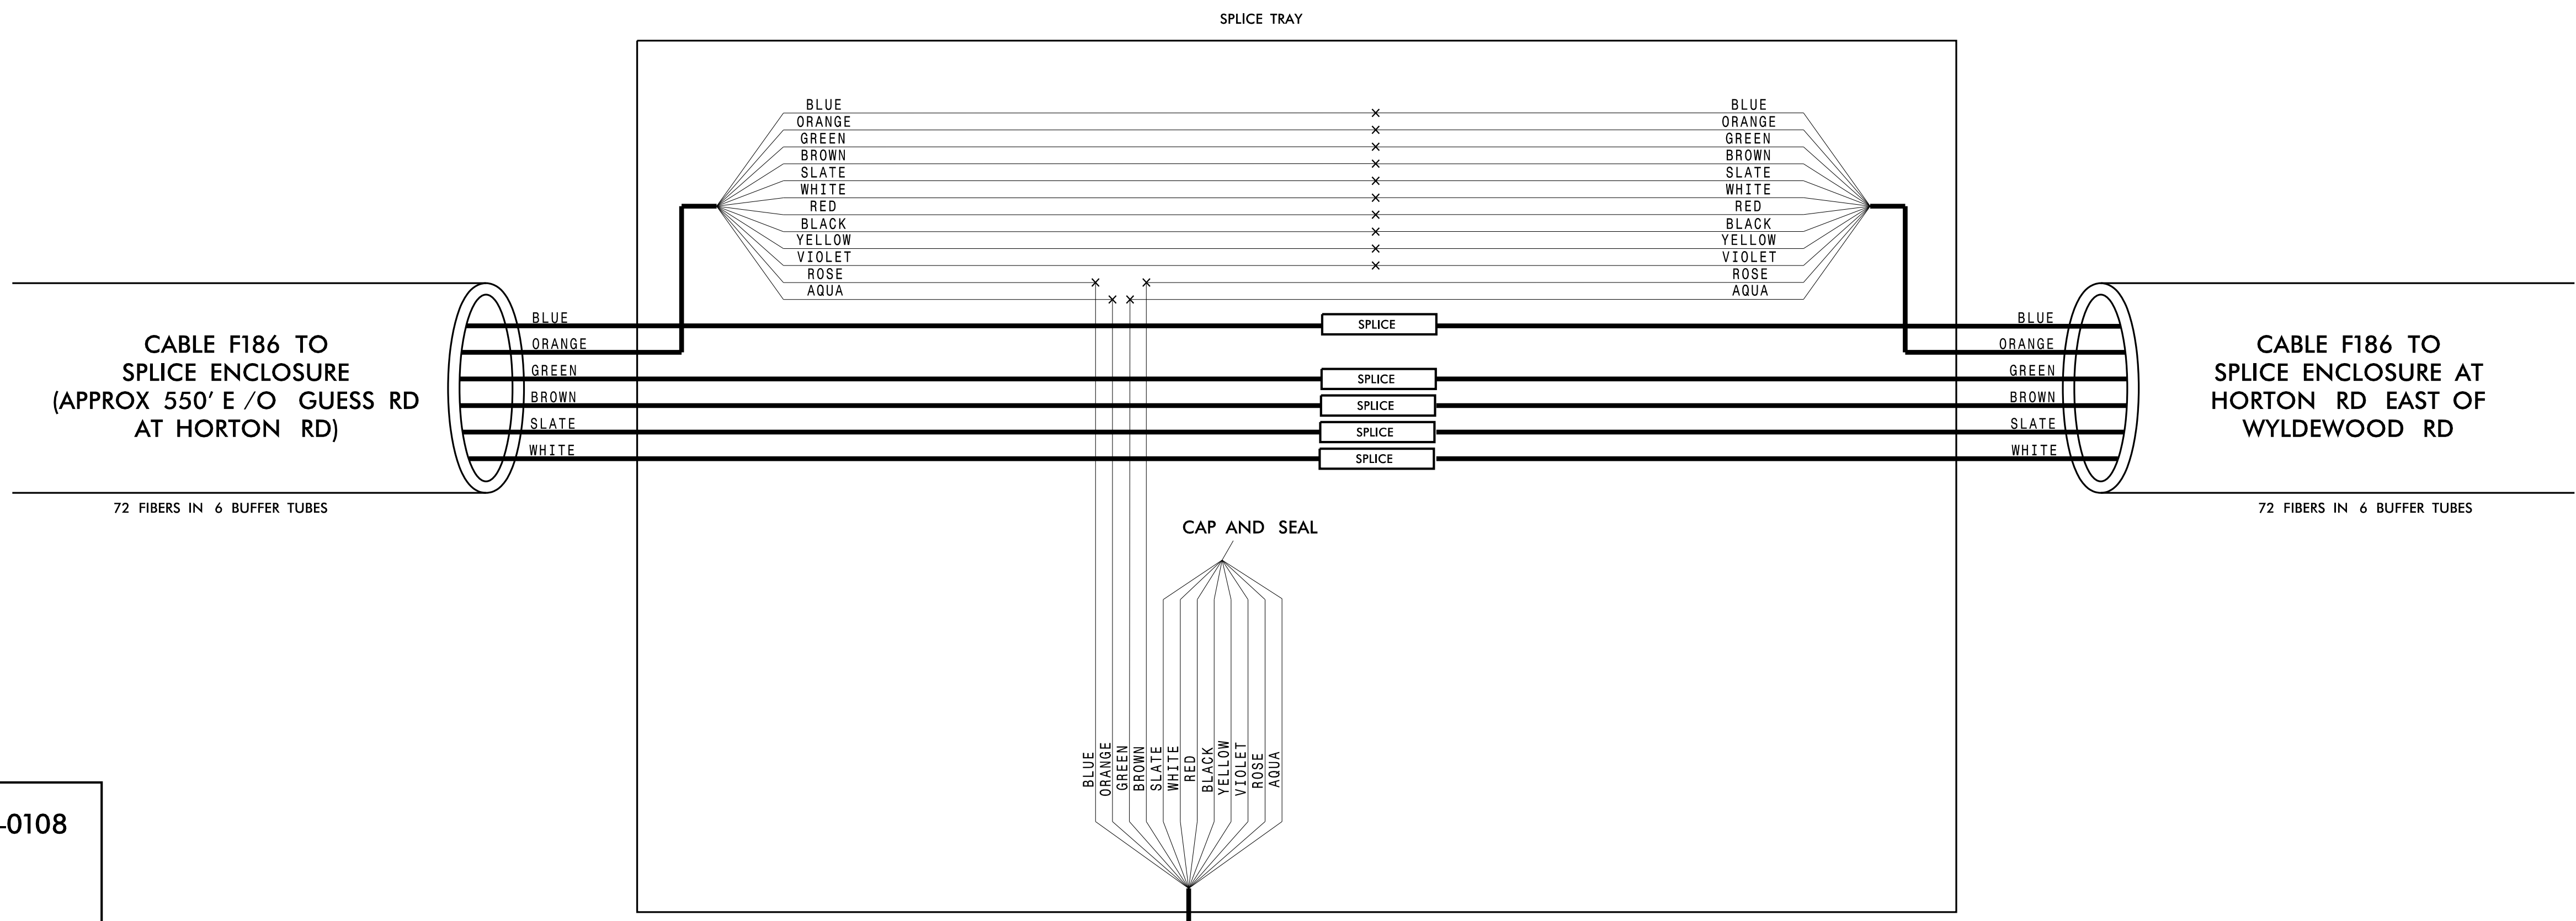 SPLICE TRAY
BLUE BLUE
ORANGE ORANGE
GREEN GREEN
BROWN BROWN
SLATE SLATE
WHITE WHITE
RED RED
BLACK BLACK
YELLOW YELLOW
VIOLET VIOLET
ROSE ROSE
AQUA AQUA
CABLE F186 TO
SPLICE ENCLOSURE
(APPROX 550' E /O GUESS RD
AT HORTON RD)
72 FIBERS IN 6 BUFFER TUBES
BLUE SPLICE BLUE
ORANGE ORANGE
GREEN SPLICE GREEN
BROWN SPLICE BROWN
SLATE SPLICE SLATE
WHITE SPLICE WHITE
CABLE F186 TO
SPLICE ENCLOSURE AT
HORTON RD EAST OF
WYLDEWOOD RD
72 FIBERS IN 6 BUFFER TUBES
CAP AND SEAL
BLUE
ORANGE
GREEN
BROWN
SLATE
WHITE
RED
BLACK
YELLOW
VIOLET
ROSE
AQUA
-0108